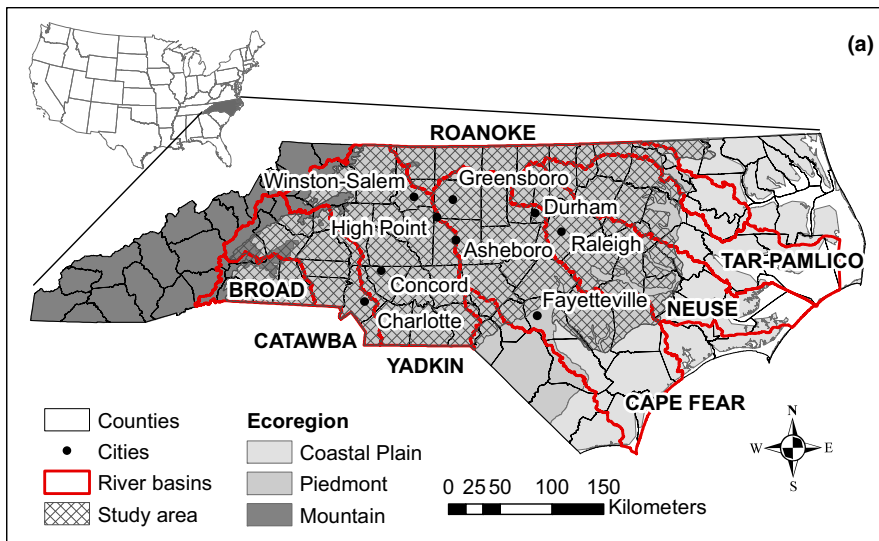 (a)
ROANOKE
Winston-Salem
Greensboro
Durham
High Point
Raleigh
Asheboro
TAR-PAMLICO
BROAD
Concord
Fayetteville
NEUSE
Charlotte
CATAWBA
YADKIN
CAPE FEAR
Counties
Cities
River basins
Study area
Ecoregion
Coastal Plain
Piedmont
Mountain
0 25 50 100 150
Kilometers
N
W E
S